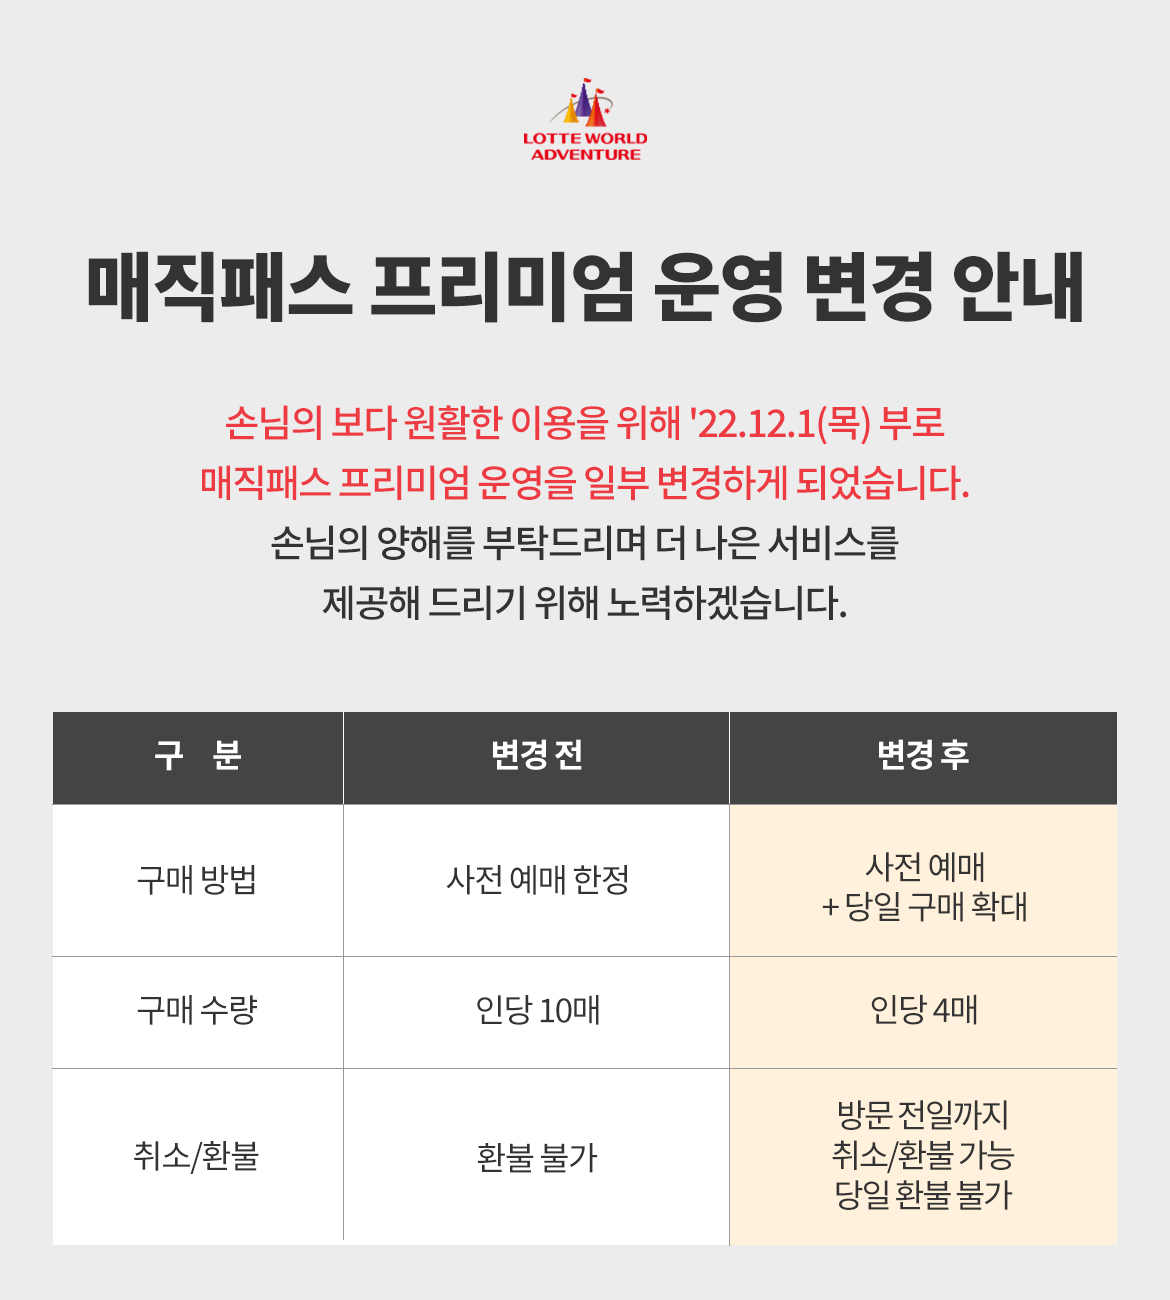 LOTTE WORLD
ADVENTURE
매직패스 프리미엄 운영 변경 안내
손님의 보다 원활한 이용을 위해 '22.12.1(목) 부로
매직패스 프리미엄 운영을 일부 변경하게 되었습니다.
손님의 양해를 부탁드리며 더 나은 서비스를
제공해 드리기 위해 노력하겠습니다.
구 분 변경 전 변경 후
구매 방법 사전 예매 한정 사전 예매
+ 당일 구매 확대
구매 수량 인당 10매 인당 4매
취소/환불 환불 불가 방문 전일까지
취소/환불 가능
당일 환불 불가